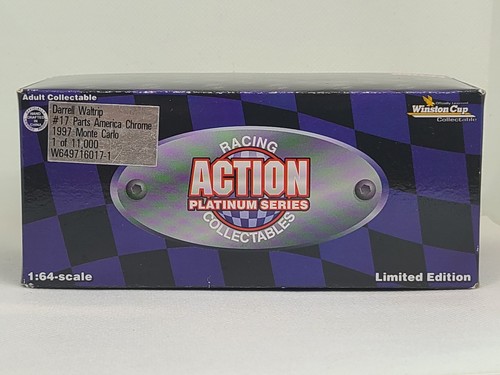 Adult Collectable
Darrell Waltrip
#17 Parts America-Chrome
1997 Monte Carlo
1 of 11,000
W649716017-1
Winston Cup
Collectable
RACING
ACTION
PLATINUM SERIES
COLLECTABLES
1:64-scale
Limited Edition